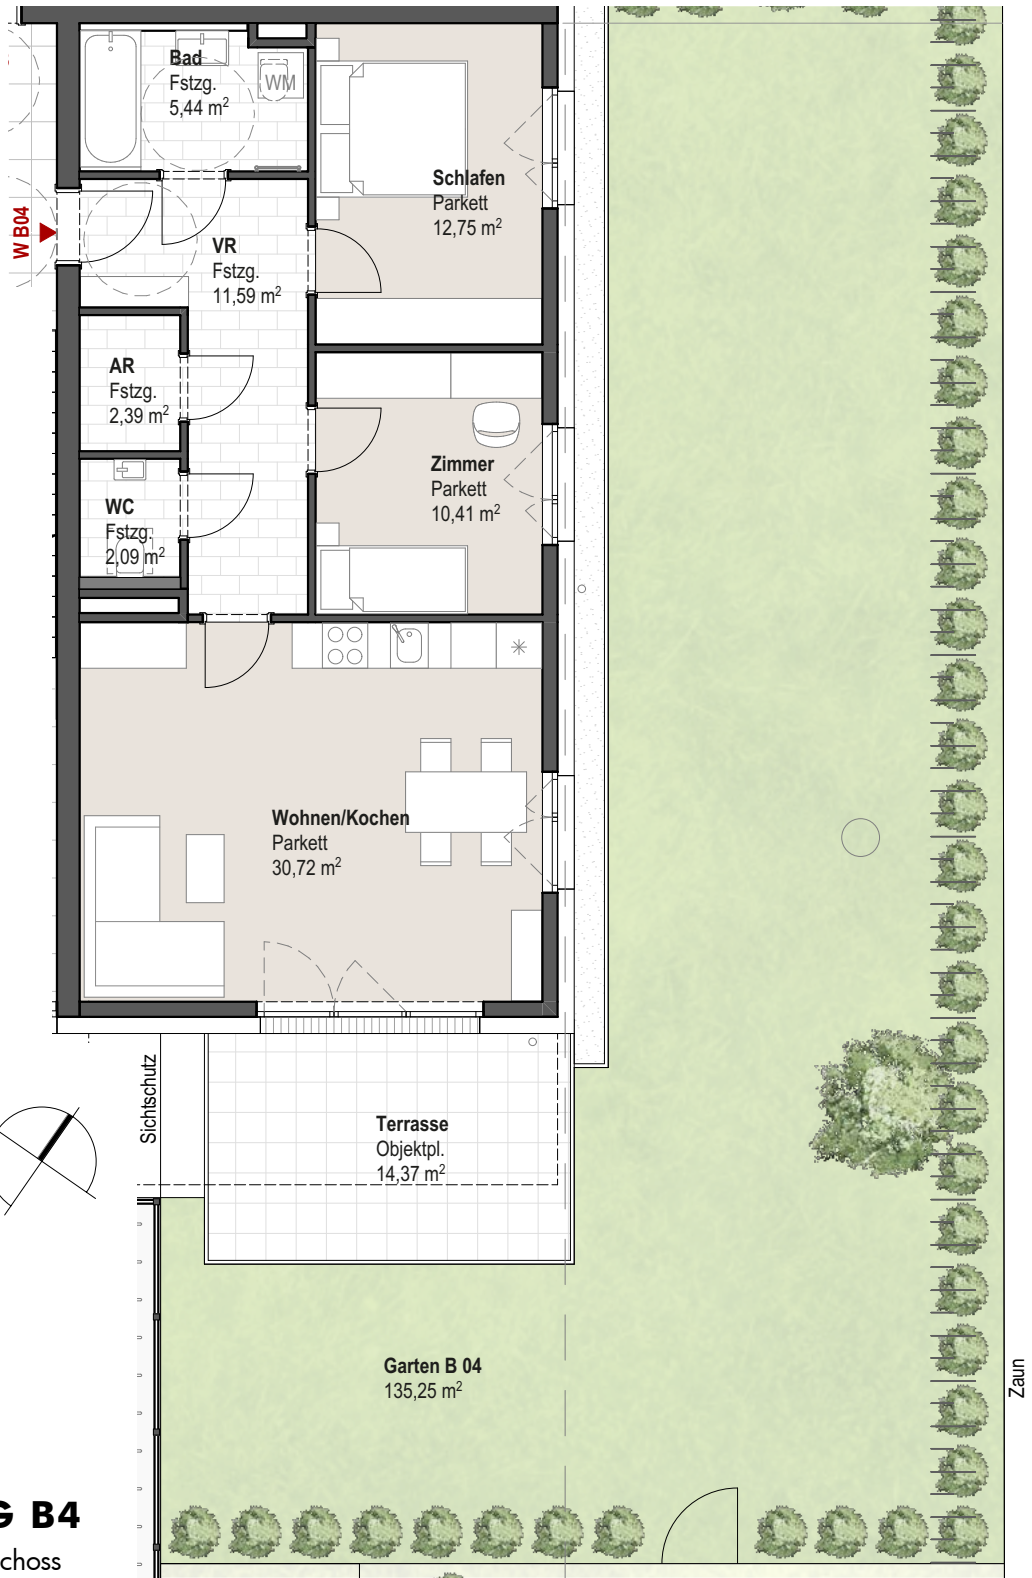 Bad
Fstzg.
5,44 m²
WM
Schlafen
Parkett
12,75 m²
W B04
VR
Fstzg.
11,59 m²
AR
Fstzg.
2,39 m²
Zimmer
Parkett
10,41 m²
WC
Fstzg.
2,09 m²
Wohnen/Kochen
Parkett
30,72 m²
Sichtschutz
Terrasse
Objektpl.
14,37 m²
Garten B 04
135,25 m²
Zaun
G B4
choss